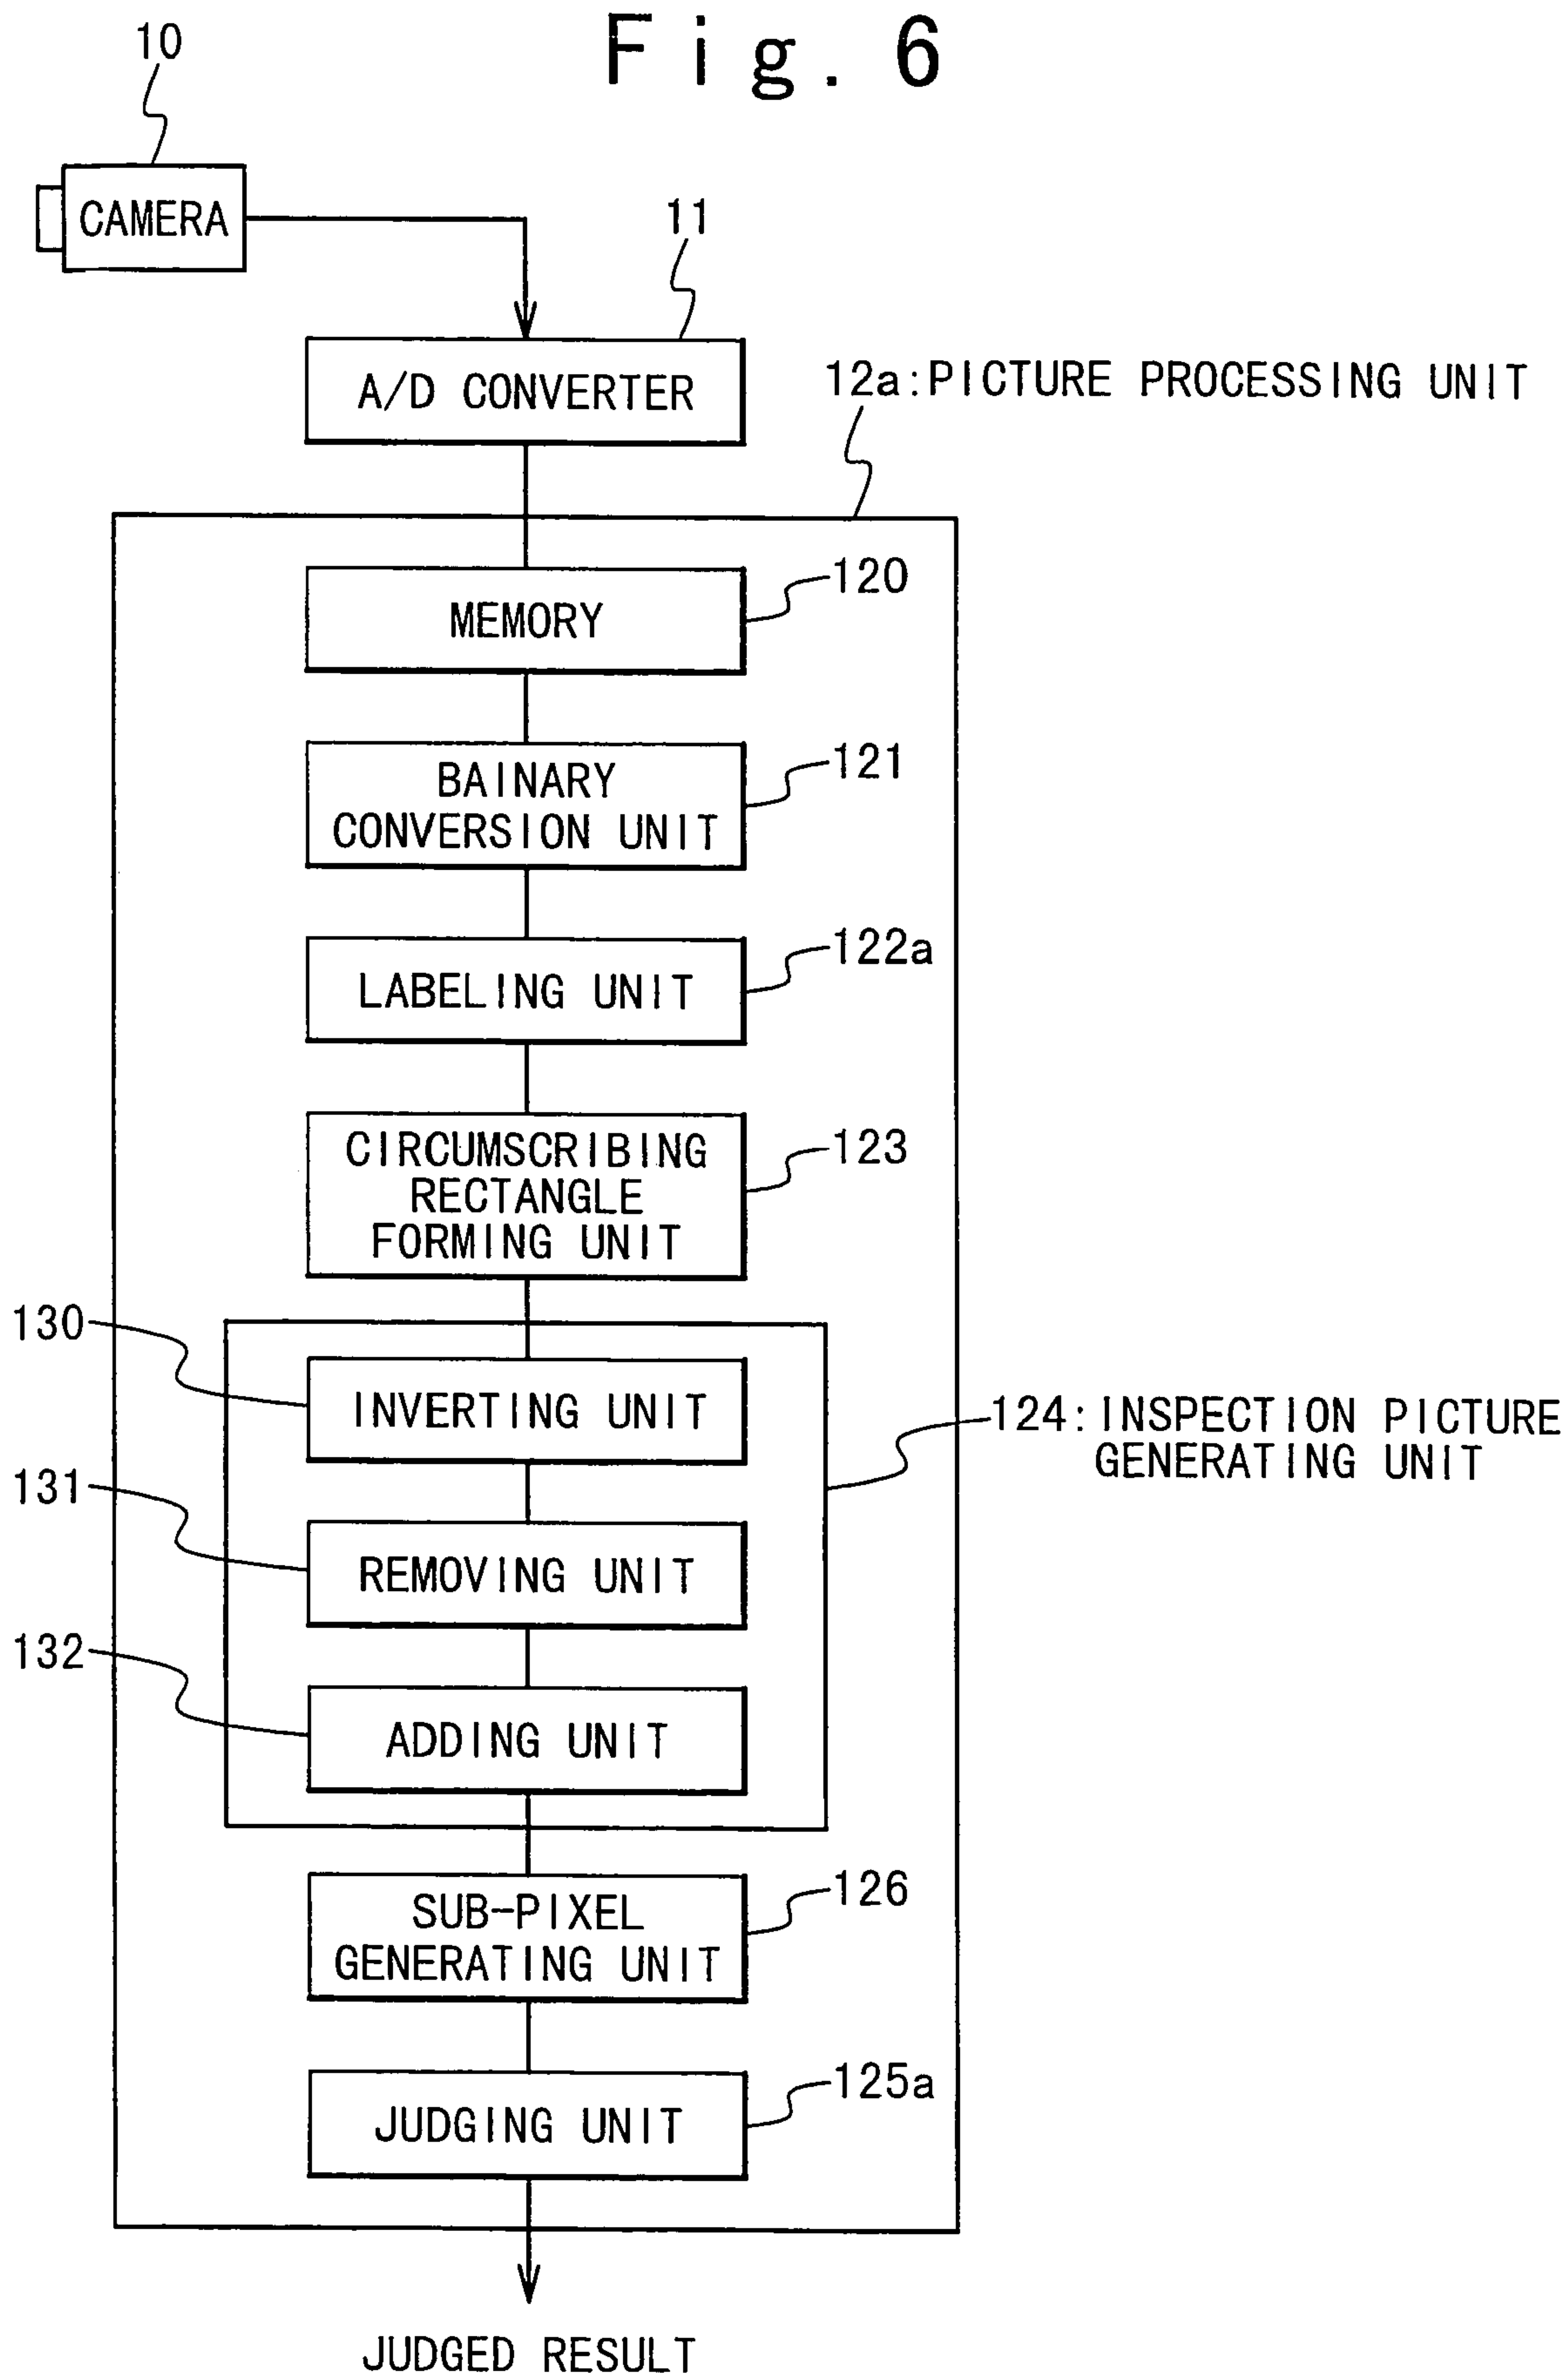 Fig. 6
10
CAMERA
11
A/D CONVERTER
12a:PICTURE PROCESSING UNIT
MEMORY
120
BAINARY
CONVERSION UNIT
121
LABELING UNIT
122a
CIRCUMSCRIBING
RECTANGLE
FORMING UNIT
123
130
INVERTING UNIT
124:INSPECTION PICTURE
GENERATING UNIT
131
REMOVING UNIT
132
ADDING UNIT
SUB-PIXEL
GENERATING UNIT
126
JUDGING UNIT
125a
JUDGED RESULT